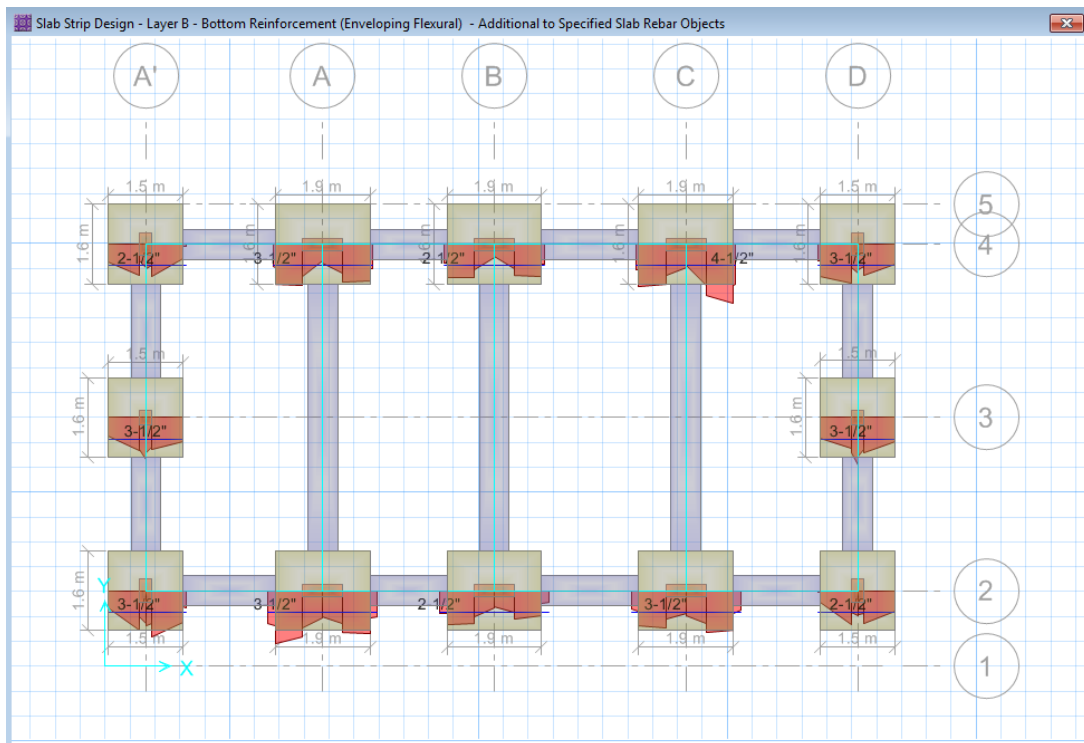 Slab Strip Design - Layer B - Bottom Reinforcement (Enveloping Flexural) - Additional to Specified Slab Rebar Objects
A' A B C D
1.5 m 1.9 m 1.9 m 1.9 m 1.5 m
5
1.6 m 1.6 m 1.6 m 1.6 m 1.6 m
4
2-1/2" 3-1/2" 2-1/2" 4-1/2" 3-1/2"
1.5 m 1.5 m
1.6 m 1.6 m
3
3-1/2" 3-1/2"
1.6 m
Y
2
3-1/2" 3-1/2" 2-1/2" 3-1/2" 2-1/2"
1.5 m 1.9 m 1.9 m 1.9 m 1.5 m
X
1